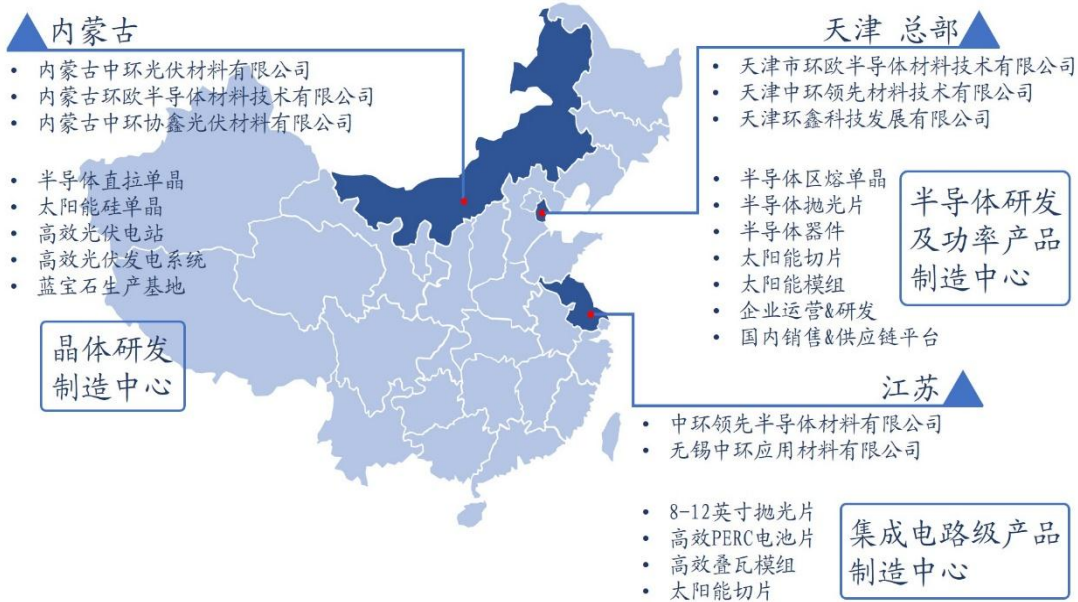 内蒙古
• 内蒙古中环光伏材料有限公司
• 内蒙古环欧半导体材料技术有限公司
• 内蒙古中环协鑫光伏材料有限公司
• 半导体直拉单晶
• 太阳能硅单晶
• 高效光伏电站
• 高效光伏发电系统
• 蓝宝石生产基地
晶体研发
制造中心
天津 总部
• 天津市环欧半导体材料技术有限公司
• 天津中环领先材料技术有限公司
• 天津环鑫科技发展有限公司
• 半导体区熔单晶
• 半导体抛光片
• 半导体器件
• 太阳能切片
• 太阳能模组
• 企业运营&研发
• 国内销售&供应链平台
半导体研发
及功率产品
制造中心
江苏
• 中环领先半导体材料有限公司
• 无锡中环应用材料有限公司
• 8-12英寸抛光片
• 高效PERC电池片
• 高效叠瓦模组
• 太阳能切片
集成电路级产品
制造中心